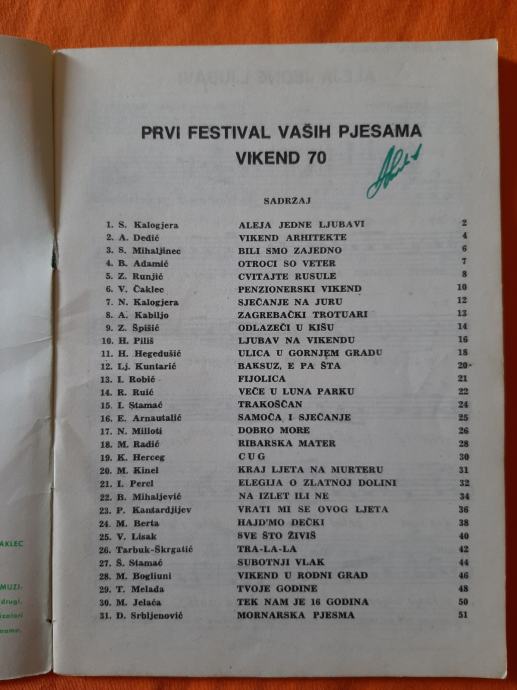 PRVI FESTIVAL VAŠIH PJESAMA
VIKEND 70
SADRŽAJ
1. S. Kalogjera ALEJA JEDNE LJUBAVI 2
2. A. Dedić VIKEND ARHITEKTE 4
3. S. Mihaljinec BILI SMO ZAJEDNO 6
4. B. Adamič OTROCI SO VETER 7
5. Z. Runjić CVITAJTE RUSULE 8
6. V. Čaklec PENZIONERSKI VIKEND 10
7. N. Kalogjera SJEĆANJE NA JURU 12
8. A. Kabiljo ZAGREBAČKI TROTUARI 13
9. Z. Špišić ODLAZEĆI U KIŠU 14
10. H. Piliš LJUBAV NA VIKENDU 16
11. H. Hegedušić ULICA U GORNJEM GRADU 18
12. Lj. Kuntarić BAKSUZ, E PA ŠTA 20
13. I. Robić FIJOLICA 21
14. R. Ruić VEČE U LUNA PARKU 22
15. I. Stamać TRAKOŠĆAN 24
16. E. Arnautalić SAMOĆA I SJEĆANJE 25
17. N. Miloti DOBRO MORE 26
18. M. Radić RIBARSKA MATER 28
19. K. Herceg CUG 30
20. M. Kinel KRAJ LJETA NA MURTERU 31
21. I. Percl ELEGIJA O ZLATNOJ DOLINI 32
22. B. Mihaljević NA IZLET ILI NE 34
23. P. Kantardjijev VRATI MI SE OVOG LJETA 36
24. M. Berta HAJD'MO DEČKI 38
25. V. Lisak SVE ŠTO ŽIVIŠ 40
26. Tarbuk-Škrgatić TRA-LA-LA 42
27. Š. Stamać SUBOTNJI VLAK 44
28. M. Bogliuni VIKEND U RODNI GRAD 46
29. T. Melada TVOJE GODINE 48
30. M. Jelača TEK NAM JE 16 GODINA 50
31. D. Srbljenović MORNARSKA PJESMA 51
AKLEC
MUZI-
drugi.